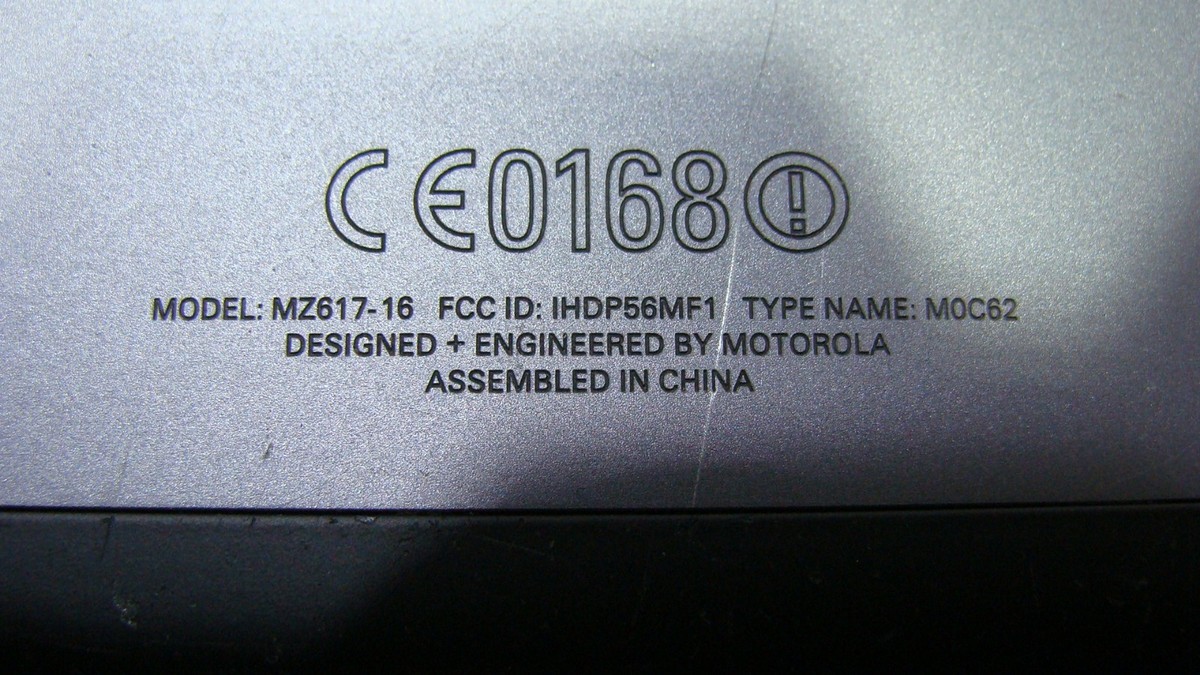 CE0168!
MODEL: MZ617-16 FCC ID: IHDP56MF1 TYPE NAME: M0C62
DESIGNED + ENGINEERED BY MOTOROLA
ASSEMBLED IN CHINA